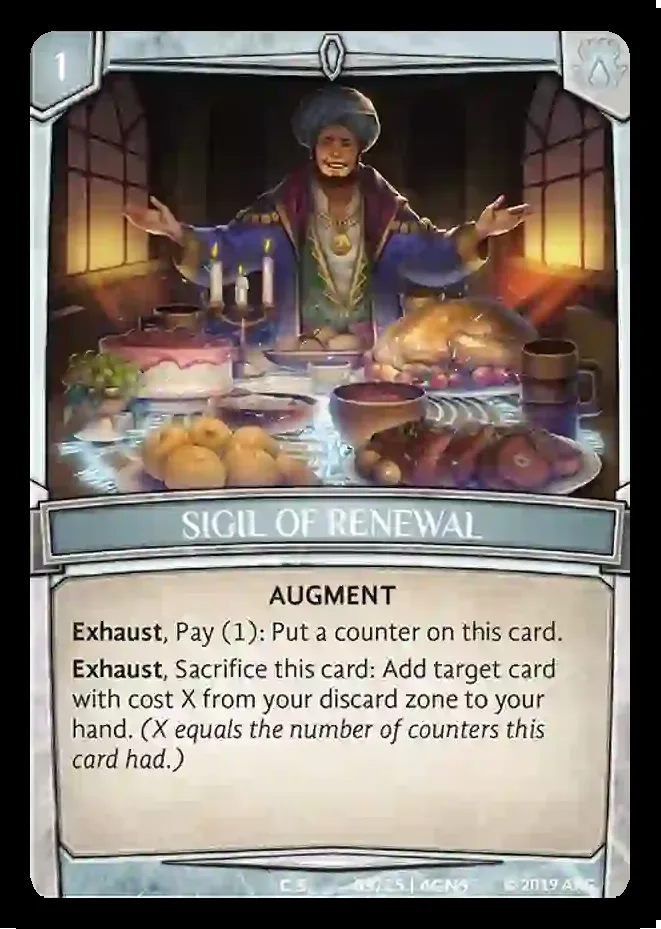 1
SIGIL OF RENEWAL
AUGMENT
Exhaust, Pay (1): Put a counter on this card.
Exhaust, Sacrifice this card: Add target card
with cost X from your discard zone to your
hand. (X equals the number of counters this
card had.)
© 2019